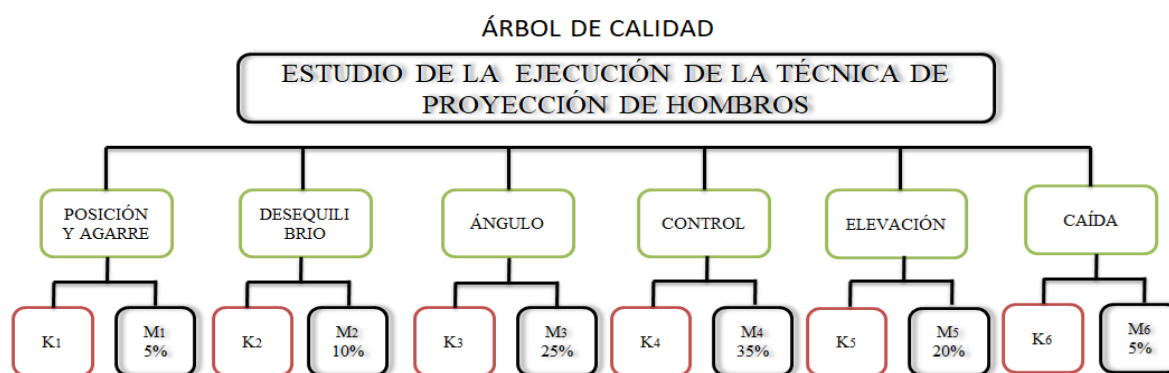 ÁRBOL DE CALIDAD
ESTUDIO DE LA EJECUCIÓN DE LA TÉCNICA DE
PROYECCIÓN DE HOMBROS
POSICIÓN
Y AGARRE
DESEQUILI
BRIO
ÁNGULO
CONTROL
ELEVACIÓN
CAÍDA
K1
M1
5%
K2
M2
10%
K3
M3
25%
K4
M4
35%
K5
M5
20%
K6
M6
5%